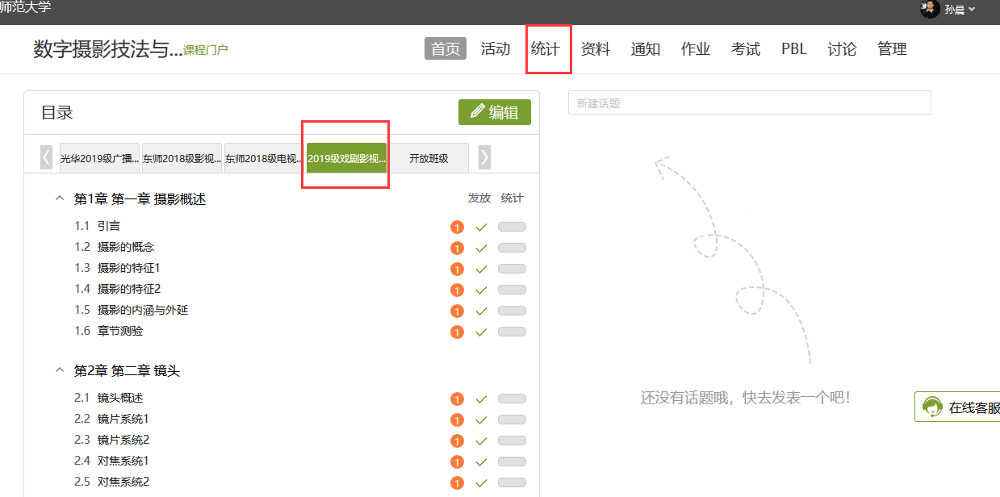 师范大学
孙晨
数字摄影技法与...课程门户
首页 活动 统计 资料 通知 作业 考试 PBL 讨论 管理
目录
编辑
新建话题
光华2019级广播... 东师2018级影视... 东师2018级电视... 2019级戏剧影视... 开放班级
第1章 第一章 摄影概述 发放 统计
1.1 引言 1
1.2 摄影的概念 1
1.3 摄影的特征1 1
1.4 摄影的特征2 1
1.5 摄影的内涵与外延 1
1.6 章节测验 1
第2章 第二章 镜头
2.1 镜头概述 1
2.2 镜片系统1 1
2.3 镜片系统2 1
2.4 对焦系统1 1
2.5 对焦系统2 1
还没有话题哦，快去发表一个吧！
在线客服